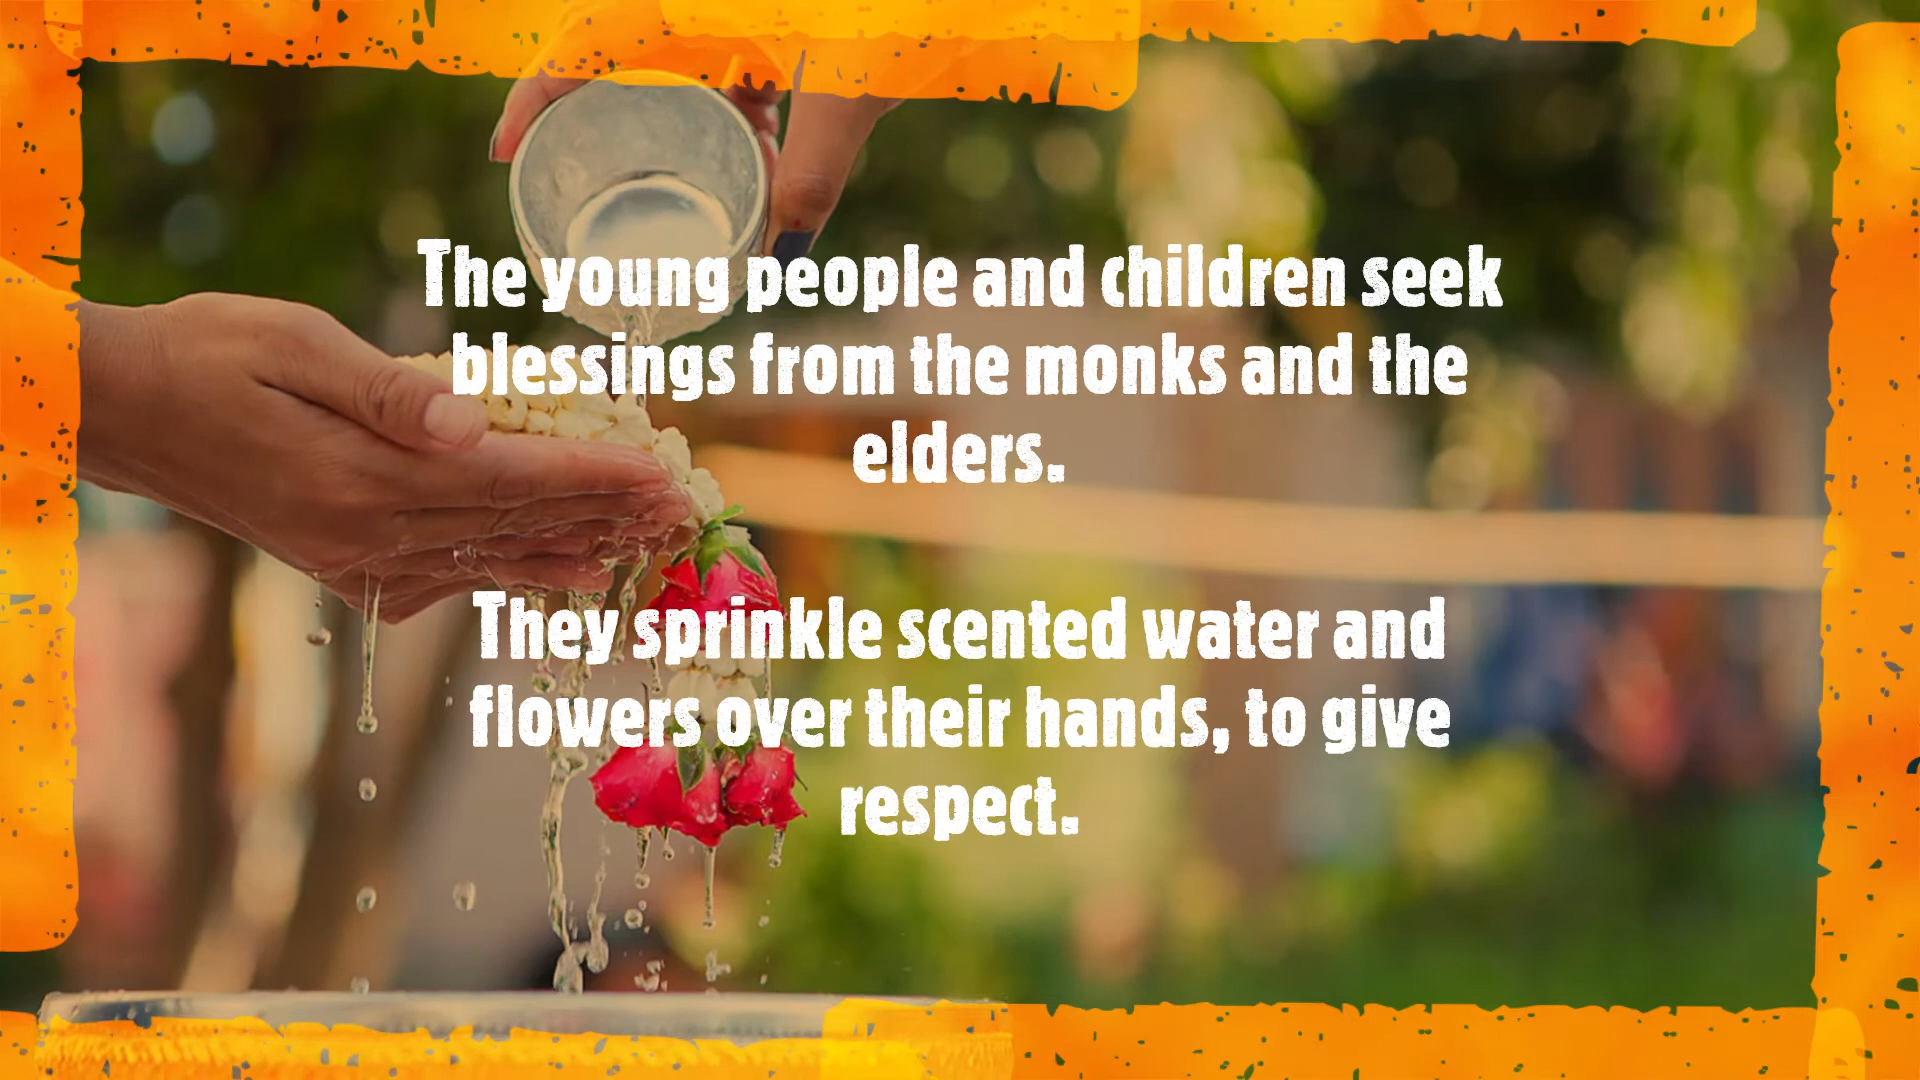 The young people and children seek
blessings from the monks and the
elders.
They sprinkle scented water and
flowers over their hands, to give
respect.